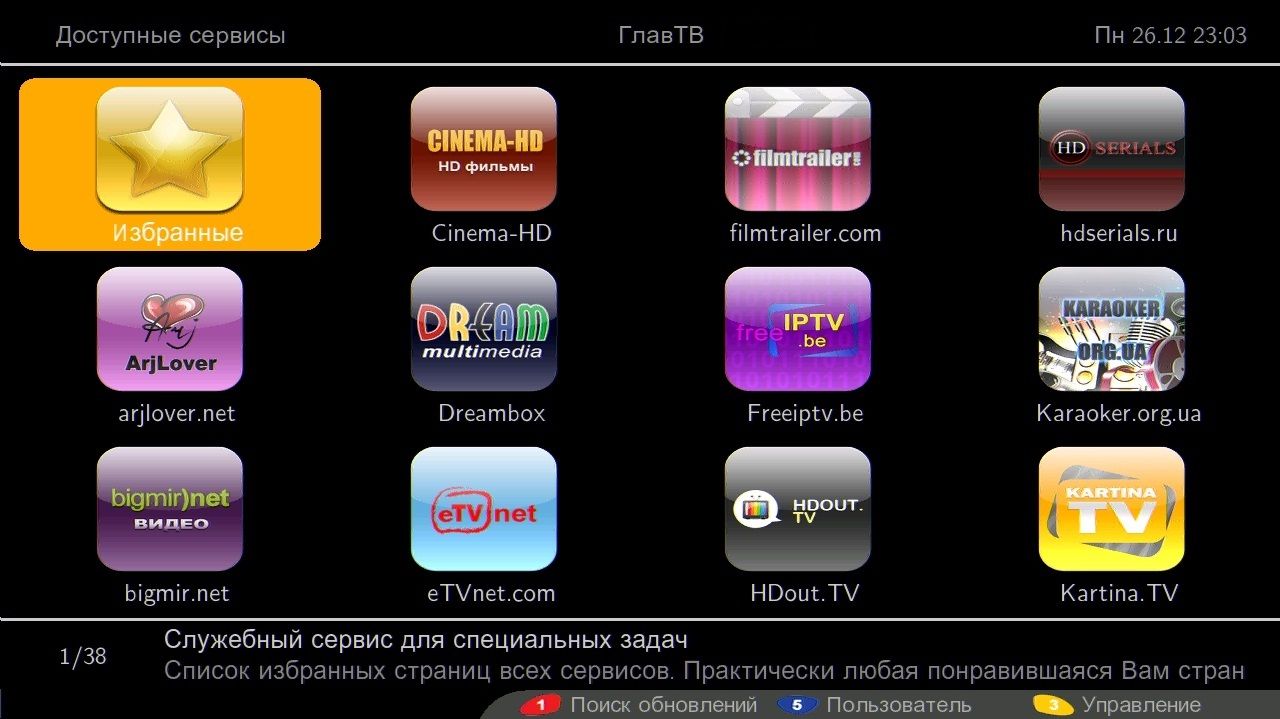 Доступные сервисы ГлавТВ Пн 26.12 23:03
CINEMA-HD
HD фильмы
filmtrailer.com
HD SERIALS
Избранные Cinema-HD filmtrailer.com hdserials.ru
Arj
ArjLover
DREAM
multimedia
free IPTV
.be
KARAOKER
ORG.UA
arjlover.net Dreambox Freeiptv.be Karaoker.org.ua
bigmir)net
ВИДЕО
eTVnet
HDOUT.
TV
KARTINA
TV
bigmir.net eTVnet.com HDout.TV Kartina.TV
1/38
Служебный сервис для специальных задач
Список избранных страниц всех сервисов. Практически любая понравившаяся Вам стран
1 Поиск обновлений 5 Пользователь 3 Управление